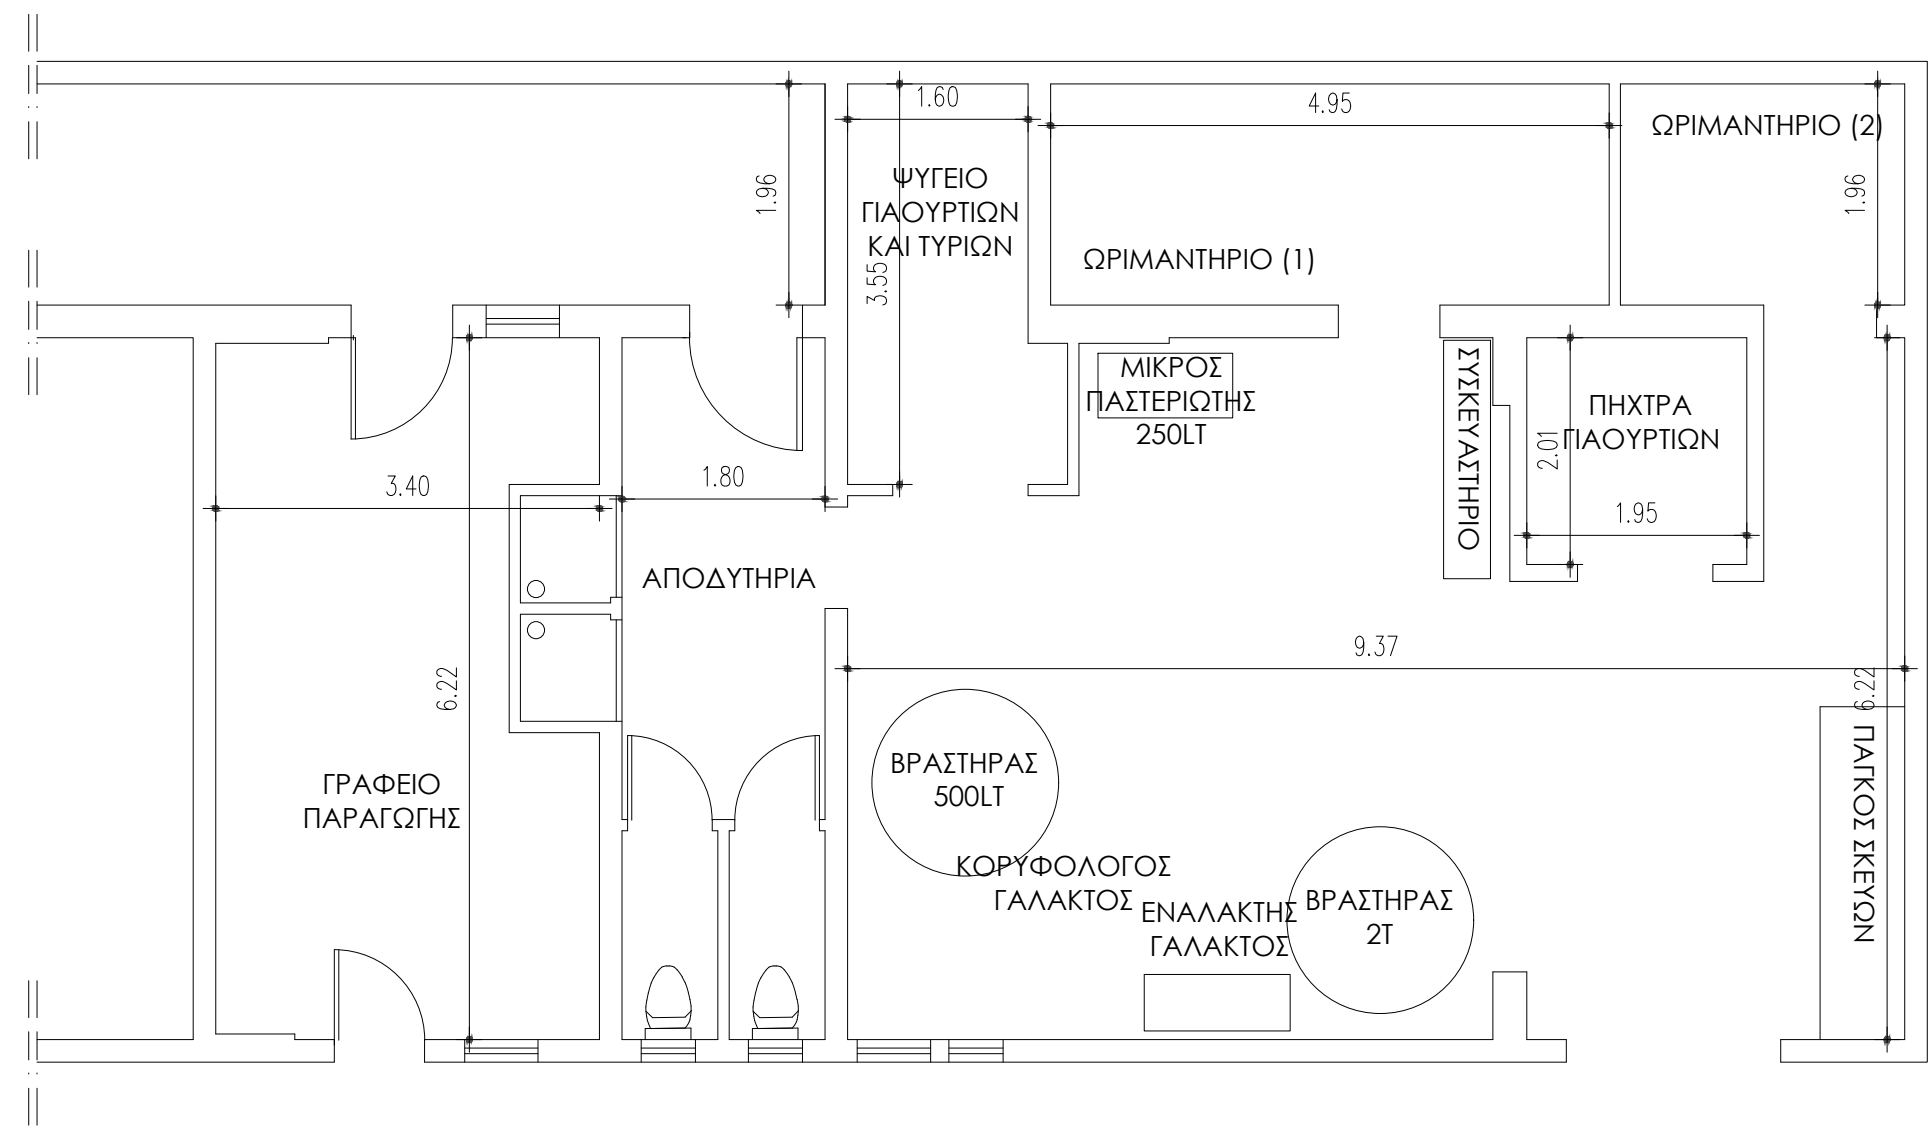 1.60
4.95
ΩΡΙΜΑΝΤΗΡΙΟ (2)
1.96
ΨΥΓΕΙΟ
ΓΙΑΟΥΡΤΙΩΝ
ΚΑΙ ΤΥΡΙΩΝ
3.55
ΩΡΙΜΑΝΤΗΡΙΟ (1)
1.96
ΜΙΚΡΟΣ
ΠΑΣΤΕΡΙΩΤΗΣ
250LT
ΣΥΣΚΕΥΑΣΤΗΡΙΟ
ΠΗΧΤΡΑ
ΓΙΑΟΥΡΤΙΩΝ
2.01
1.95
3.40
1.80
ΑΠΟΔΥΤΗΡΙΑ
9.37
6.22
6.22
ΓΡΑΦΕΙΟ
ΠΑΡΑΓΩΓΗΣ
ΒΡΑΣΤΗΡΑΣ
500LT
ΚΟΡΥΦΟΛΟΓΟΣ
ΓΑΛΑΚΤΟΣ
ΕΝΑΛΑΚΤΗΣ
ΓΑΛΑΚΤΟΣ
ΒΡΑΣΤΗΡΑΣ
2Τ
ΠΑΓΚΟΣ ΣΚΕΥΩΝ